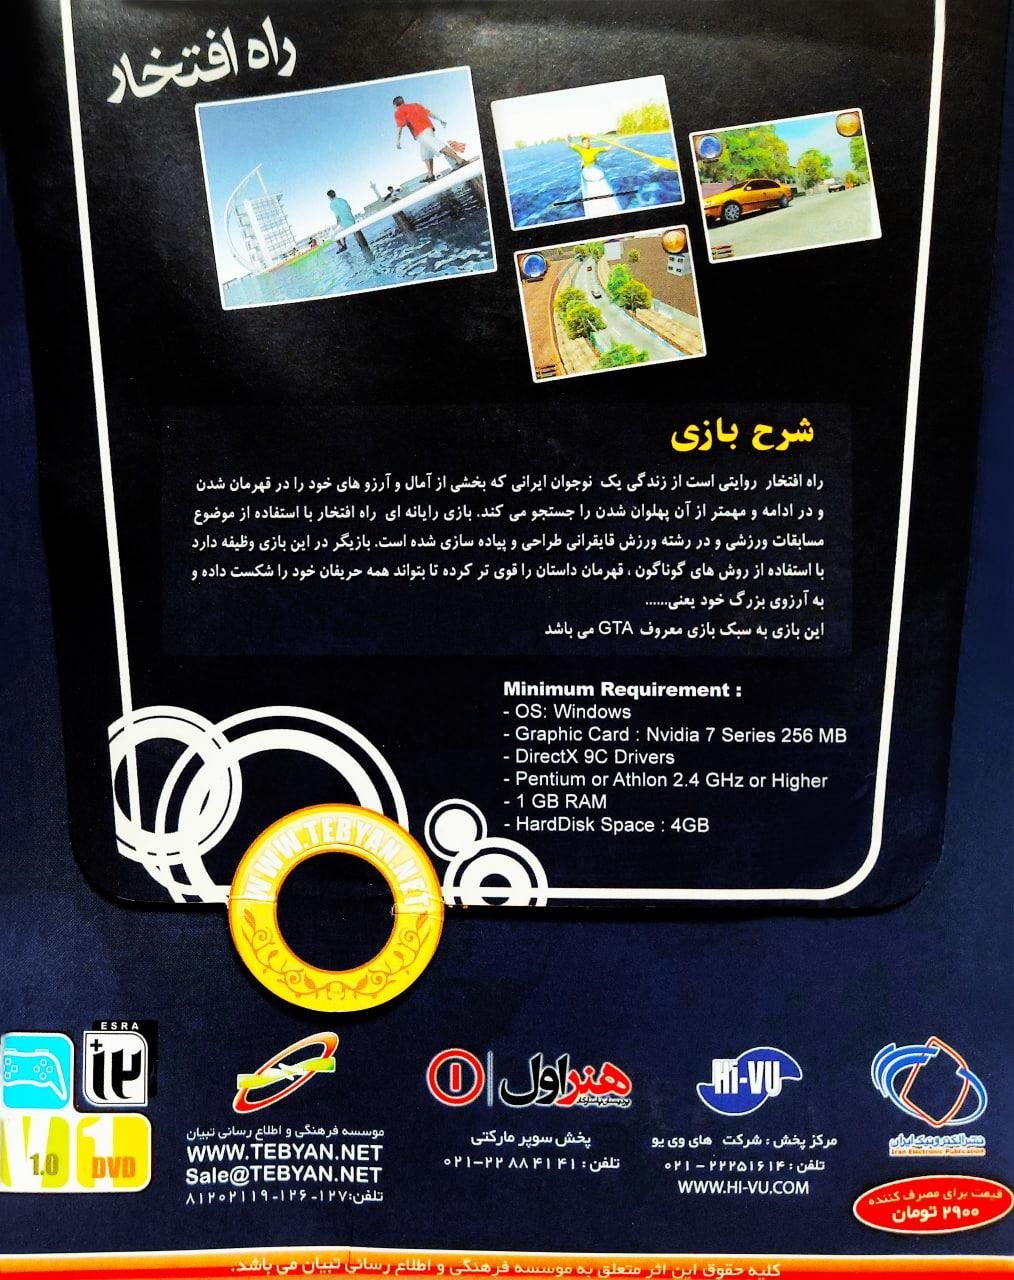 راه افتخار
شرح بازی
راه افتخار روایتی است از زندگی یک نوجوان ایرانی که بخشی از آمال و آرزو های خود را در قهرمان شدن
و در ادامه و مهمتر از آن پهلوان شدن را جستجو می کند. بازی رایانه ای راه افتخار با استفاده از موضوع
مسابقات ورزشی و در رشته ورزش قایقرانی طراحی و پیاده سازی شده است. بازیگر در این بازی وظیفه دارد
با استفاده از روش های گوناگون ، قهرمان داستان را قوی تر کرده تا بتواند همه حریفان خود را شکست داده و
به آرزوی بزرگ خود یعنی......
این بازی به سبک بازی معروف GTA می باشد
Minimum Requirement :
- OS: Windows
- Graphic Card : Nvidia 7 Series 256 MB
- DirectX 9C Drivers
- Pentium or Athlon 2.4 GHz or Higher
- 1 GB RAM
- HardDisk Space : 4GB
WWW.TEBYAN.NET
نشر الکترونیک ایران
Iran Electronic Publication
قیمت برای مصرف کننده
۲۹۰۰ تومان
Hi-VU
مرکز پخش : شرکت های وی یو
تلفن : ۲۲۲۵۱۶۱۴ - ۰۲۱
WWW.HI-VU.COM
هنر اول
پخش سوپر مارکتی
تلفن : ۸۸۴۱۴۱ ۲۲-۰۲۱
موسسه فرهنگی و اطلاع رسانی تبیان
WWW.TEBYAN.NET
Sale@TEBYAN.NET
تلفن:۱۲۷-۱۲۶-۸۱۲۰۲۱۱۹
ESRA
+۱۲
1.0
1
DVD
کلیه حقوق این اثر متعلق به موسسه فرهنگی و اطلاع رسانی تبیان می باشد.